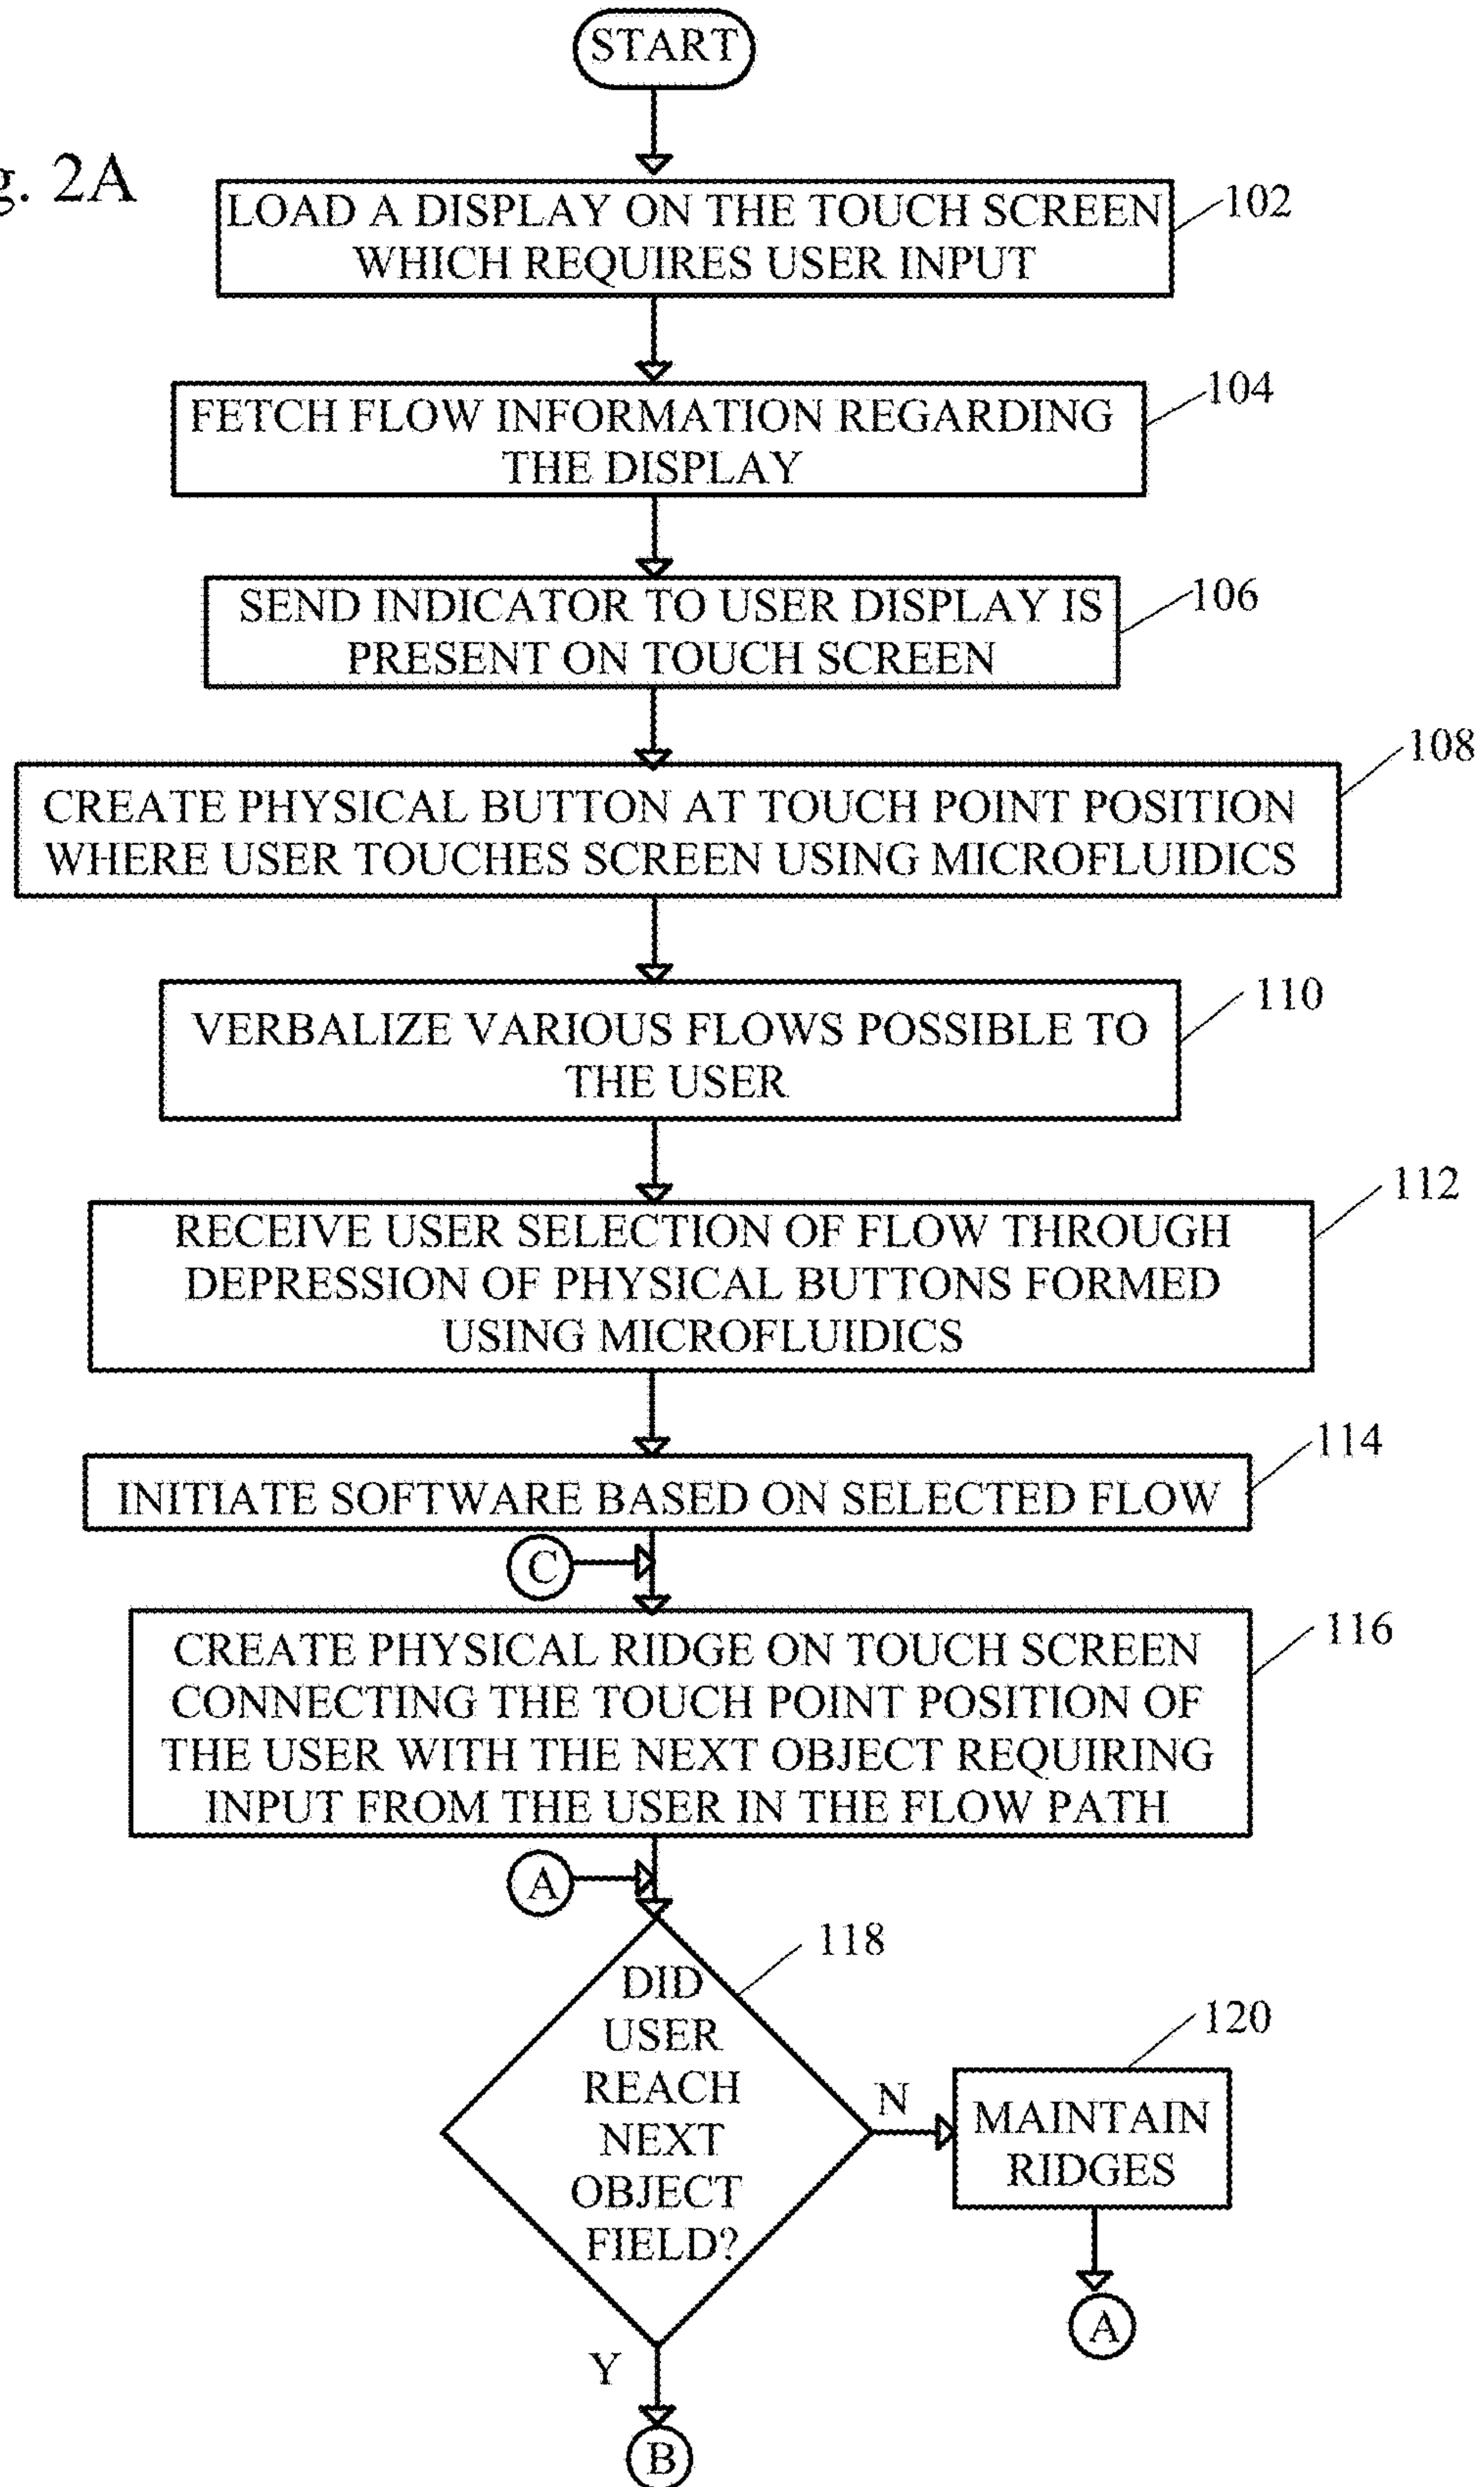 START
g. 2A
LOAD A DISPLAY ON THE TOUCH SCREEN
WHICH REQUIRES USER INPUT
102
FETCH FLOW INFORMATION REGARDING
THE DISPLAY
104
SEND INDICATOR TO USER DISPLAY IS
PRESENT ON TOUCH SCREEN
106
CREATE PHYSICAL BUTTON AT TOUCH POINT POSITION
WHERE USER TOUCHES SCREEN USING MICROFLUIDICS
108
VERBALIZE VARIOUS FLOWS POSSIBLE TO
THE USER
110
RECEIVE USER SELECTION OF FLOW THROUGH
DEPRESSION OF PHYSICAL BUTTONS FORMED
USING MICROFLUIDICS
112
INITIATE SOFTWARE BASED ON SELECTED FLOW
114
C
CREATE PHYSICAL RIDGE ON TOUCH SCREEN
CONNECTING THE TOUCH POINT POSITION OF
THE USER WITH THE NEXT OBJECT REQUIRING
INPUT FROM THE USER IN THE FLOW PATH
116
A
DID
USER
REACH
NEXT
OBJECT
FIELD?
118
N
MAINTAIN
RIDGES
120
A
Y
B